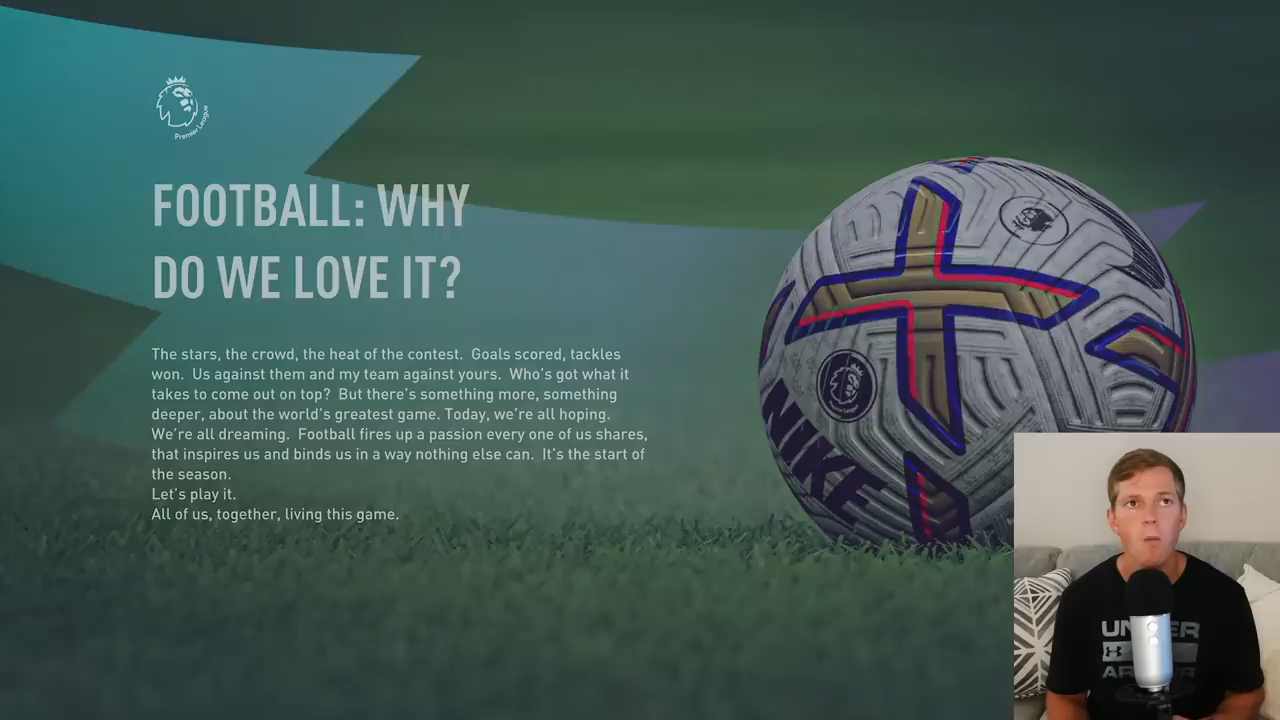 Premier League
FOOTBALL: WHY
DO WE LOVE IT?
The stars, the crowd, the heat of the contest.  Goals scored, tackles
won.  Us against them and my team against yours.  Who's got what it
takes to come out on top?  But there's something more, something
deeper, about the world's greatest game. Today, we're all hoping.
We're all dreaming.  Football fires up a passion every one of us shares,
that inspires us and binds us in a way nothing else can.  It's the start of
the season.
Let's play it.
All of us, together, living this game.
NIKE
Premier League
UNDER
ARMOUR